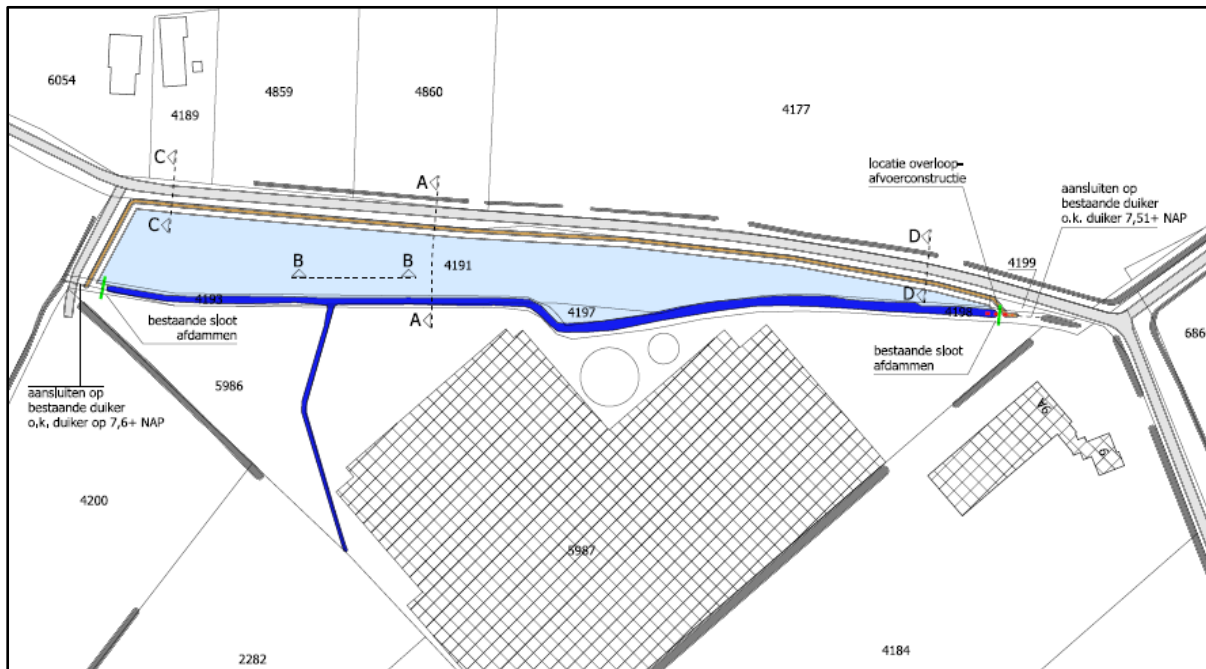 6054
4189
4859
4860
4177
C
A
locatie overloop-
afvoerconstructie
aansluiten op
bestaande duiker
o.k. duiker 7,51+ NAP
C
D
4199
B
B
4191
D
4193
4197
4198
A
bestaande sloot
afdammen
bestaande sloot
afdammen
686
5986
aansluiten op
bestaande duiker
o.k. duiker op 7,6+ NAP
9A
9
4200
5987
2282
4184